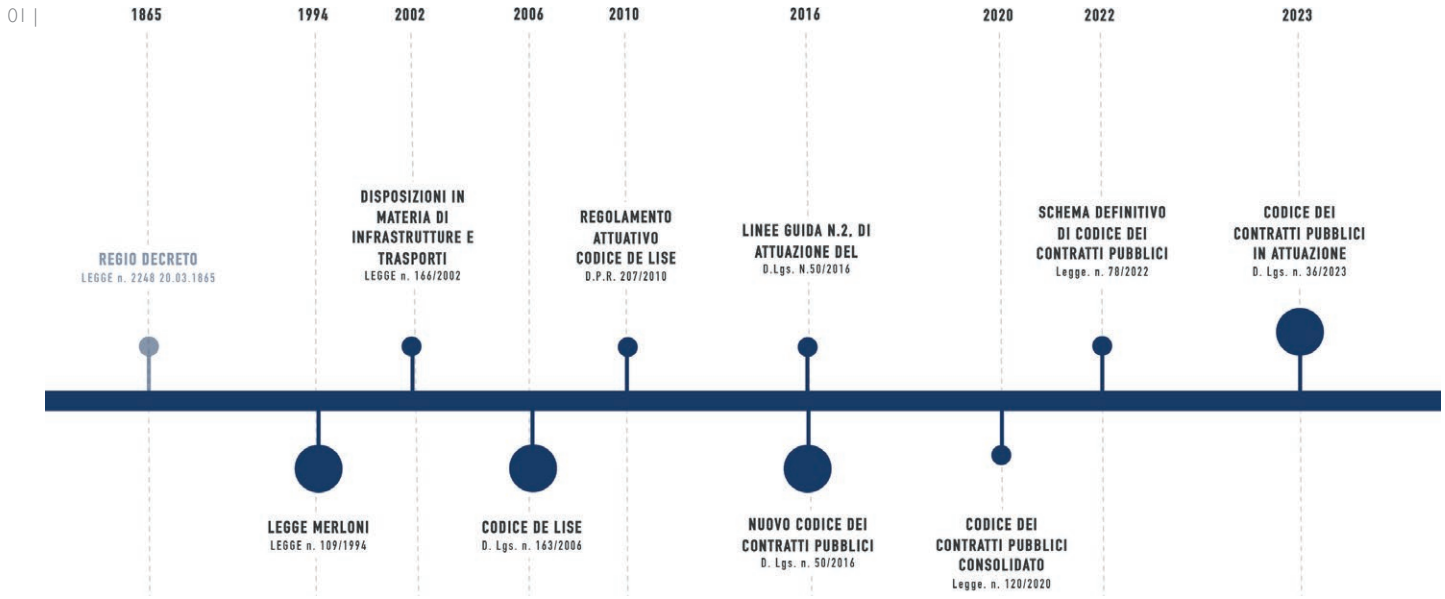 01 |
1865
1994
2002
2006
2010
2016
2020
2022
2023
REGIO DECRETO
LEGGE n. 2248 20.03.1865
DISPOSIZIONI IN
MATERIA DI
INFRASTRUTTURE E
TRASPORTI
LEGGE n. 166/2002
REGOLAMENTO
ATTUATIVO
CODICE DE LISE
D.P.R. 207/2010
LINEE GUIDA N.2, DI
ATTUAZIONE DEL
D.Lgs. N.50/2016
SCHEMA DEFINITIVO
DI CODICE DEI
CONTRATTI PUBBLICI
Legge. n. 78/2022
CODICE DEI
CONTRATTI PUBBLICI
IN ATTUAZIONE
D. Lgs. n. 36/2023
LEGGE MERLONI
LEGGE n. 109/1994
CODICE DE LISE
D. Lgs. n. 163/2006
NUOVO CODICE DEI
CONTRATTI PUBBLICI
D. Lgs. n. 50/2016
CODICE DEI
CONTRATTI PUBBLICI
CONSOLIDATO
Legge. n. 120/2020